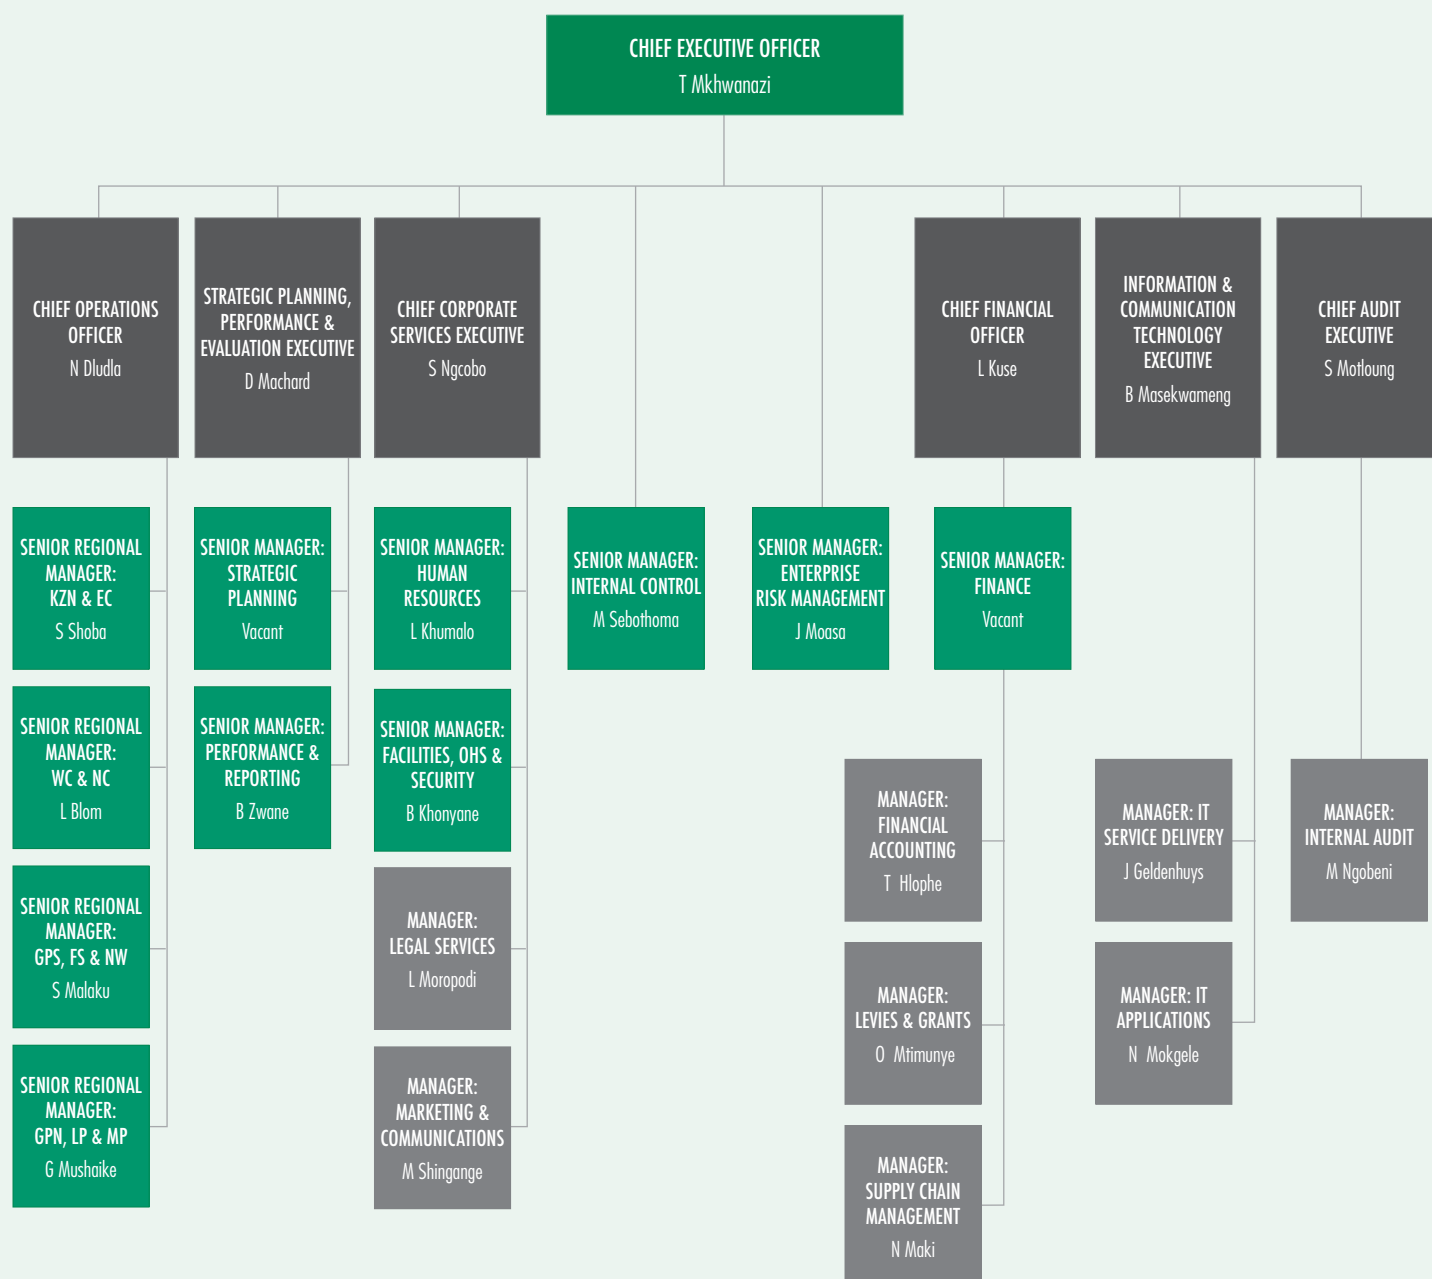 CHIEF EXECUTIVE OFFICER
T Mkhwanazi
CHIEF OPERATIONS
OFFICER
N Dludla
STRATEGIC PLANNING,
PERFORMANCE &
EVALUATION EXECUTIVE
D Machard
CHIEF CORPORATE
SERVICES EXECUTIVE
S Ngcobo
CHIEF FINANCIAL
OFFICER
L Kuse
INFORMATION &
COMMUNICATION
TECHNOLOGY
EXECUTIVE
B Masekwameng
CHIEF AUDIT
EXECUTIVE
S Motloung
SENIOR REGIONAL
MANAGER:
KZN & EC
S Shoba
SENIOR MANAGER:
STRATEGIC
PLANNING
Vacant
SENIOR MANAGER:
HUMAN
RESOURCES
L Khumalo
SENIOR MANAGER:
INTERNAL CONTROL
M Sebothoma
SENIOR MANAGER:
ENTERPRISE
RISK MANAGEMENT
J Moasa
SENIOR MANAGER:
FINANCE
Vacant
SENIOR REGIONAL
MANAGER:
WC & NC
L Blom
SENIOR MANAGER:
PERFORMANCE &
REPORTING
B Zwane
SENIOR MANAGER:
FACILITIES, OHS &
SECURITY
B Khonyane
MANAGER:
FINANCIAL
ACCOUNTING
T Hlophe
MANAGER: IT
SERVICE DELIVERY
J Geldenhuys
MANAGER:
INTERNAL AUDIT
M Ngobeni
SENIOR REGIONAL
MANAGER:
GPS, FS & NW
S Malaku
MANAGER:
LEGAL SERVICES
L Moropodi
MANAGER:
LEVIES & GRANTS
O Mtimunye
MANAGER: IT
APPLICATIONS
N Mokgele
SENIOR REGIONAL
MANAGER:
GPN, LP & MP
G Mushaike
MANAGER:
MARKETING &
COMMUNICATIONS
M Shingange
MANAGER:
SUPPLY CHAIN
MANAGEMENT
N Maki